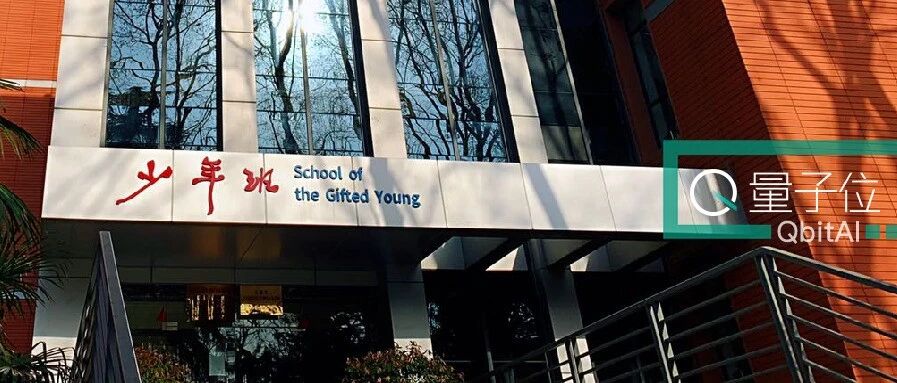 少年班
School of
the Gifted Young
量子位
QbitAI